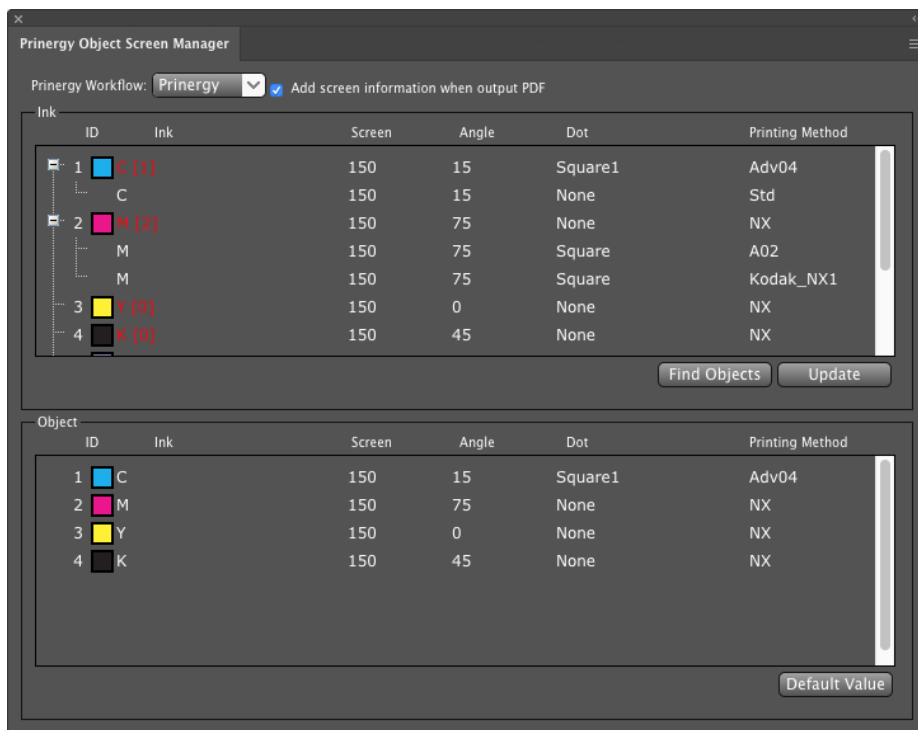 Prinergy Object Screen Manager
Prinergy Workflow: Prinergy Add screen information when output PDF
Ink
ID Ink Screen Angle Dot Printing Method
1 C [1] 150 15 Square1 Adv04
C 150 15 None Std
2 M [2] 150 75 None NX
M 150 75 Square A02
M 150 75 Square Kodak_NX1
3 Y [0] 150 0 None NX
4 K [0] 150 45 None NX
Find Objects Update
Object
ID Ink Screen Angle Dot Printing Method
1 C 150 15 Square1 Adv04
2 M 150 75 None NX
3 Y 150 0 None NX
4 K 150 45 None NX
Default Value